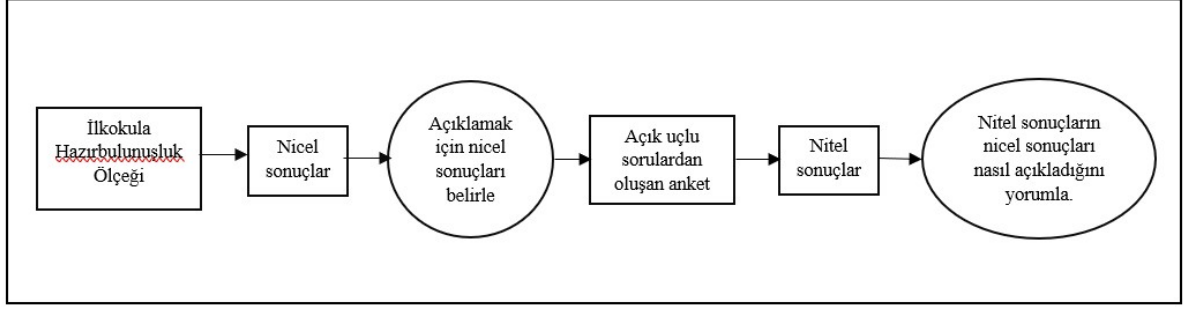 İlkokula
Hazırbulunuşluk
Ölçeği
Nicel
sonuçlar
Açıklamak
için nicel
sonuçları
belirle
Açık uçlu
sorulardan
oluşan anket
Nitel
sonuçlar
Nitel sonuçların
nicel sonuçları
nasıl açıkladığını
yorumla.